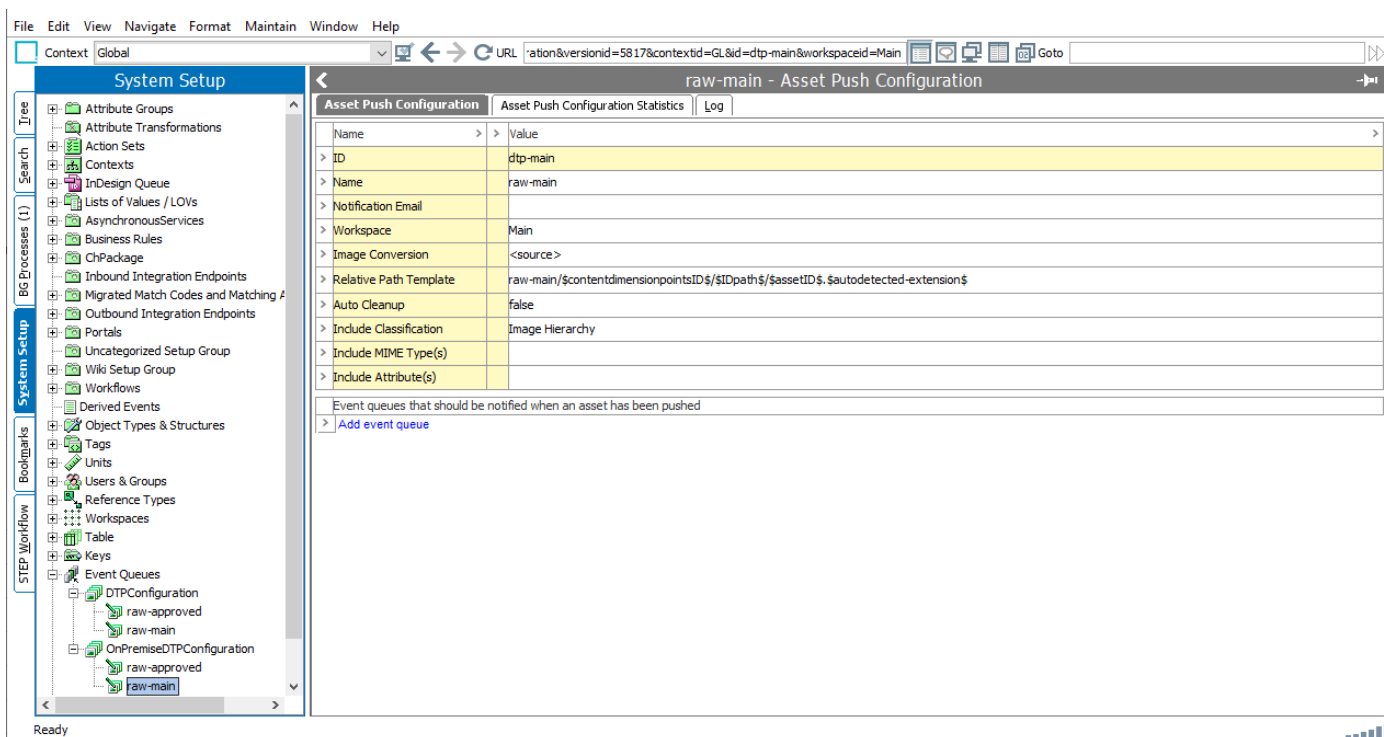 File Edit View Navigate Format Maintain Window Help
Context Global URL ration&versionid=5817&contextid=GL&id=dtp-main&workspaceid=Main Goto
System Setup
raw-main - Asset Push Configuration
Tree
Search
BG Processes (1)
System Setup
Bookmarks
STEP Workflow
Attribute Groups
Attribute Transformations
Action Sets
Contexts
InDesign Queue
Lists of Values / LOVs
AsynchronousServices
Business Rules
ChPackage
Inbound Integration Endpoints
Migrated Match Codes and Matching A
Outbound Integration Endpoints
Portals
Uncategorized Setup Group
Wiki Setup Group
Workflows
Derived Events
Object Types & Structures
Tags
Units
Users & Groups
Reference Types
Workspaces
Table
Keys
Event Queues
DTPConfiguration
raw-approved
raw-main
OnPremiseDTPConfiguration
raw-approved
raw-main
Asset Push Configuration Asset Push Configuration Statistics Log
Name > > Value >
> ID dtp-main
> Name raw-main
> Notification Email
> Workspace Main
> Image Conversion <source>
> Relative Path Template raw-main/$contentdimensionpointsID$/$IDpath$/$assetID$.$autodetected-extension$
> Auto Cleanup false
> Include Classification Image Hierarchy
> Include MIME Type(s)
> Include Attribute(s)
Event queues that should be notified when an asset has been pushed
> Add event queue
Ready